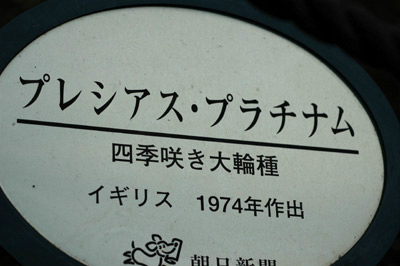 プレシアス・プラチナム
四季咲き大輪種
イギリス 1974年作出
朝日新聞